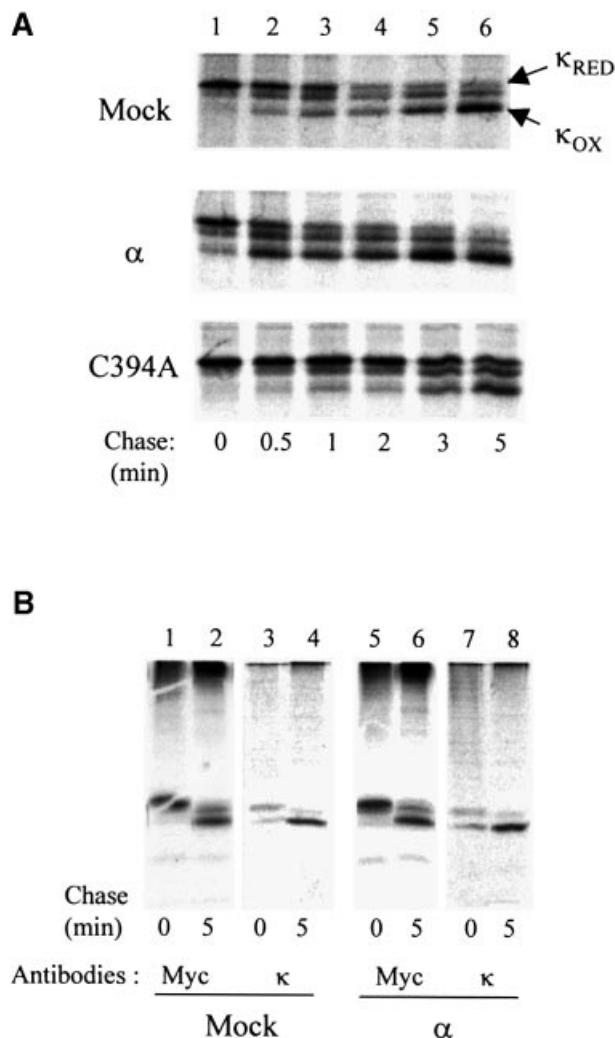 A
1 2 3 4 5 6
κRED
Mock
κOX
α
C394A
Chase: 0 0.5 1 2 3 5
(min)
B
1 2 3 4 5 6 7 8
Chase
(min) 0 5 0 5 0 5 0 5
Antibodies : Myc κ Myc κ
Mock α